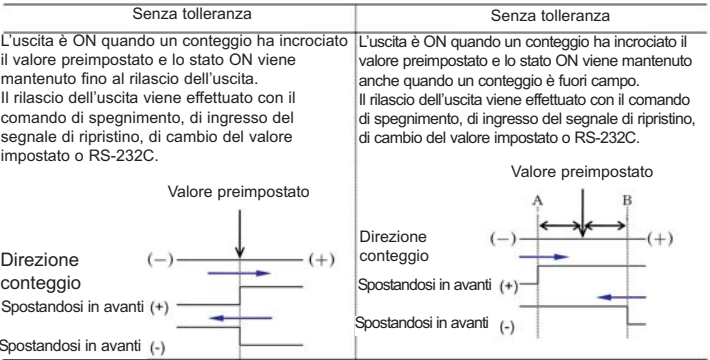 Senza tolleranza
L'uscita è ON quando un conteggio ha incrociato
il valore preimpostato e lo stato ON viene
mantenuto fino al rilascio dell'uscita.
Il rilascio dell'uscita viene effettuato con il
comando di spegnimento, di ingresso del
segnale di ripristino, di cambio del valore
impostato o RS-232C.
Valore preimpostato
Direzione
conteggio
(−)
(+)
Spostandosi in avanti (+)
Spostandosi in avanti (-)
Senza tolleranza
L'uscita è ON quando un conteggio ha incrociato il
valore preimpostato e lo stato ON viene mantenuto
anche quando un conteggio è fuori campo.
Il rilascio dell'uscita viene effettuato con il comando
di spegnimento, di ingresso del segnale di ripristino,
di cambio del valore impostato o RS-232C.
Valore preimpostato
A
B
Direzione
conteggio
(−)
(+)
Spostandosi in avanti (+)
Spostandosi in avanti (-)